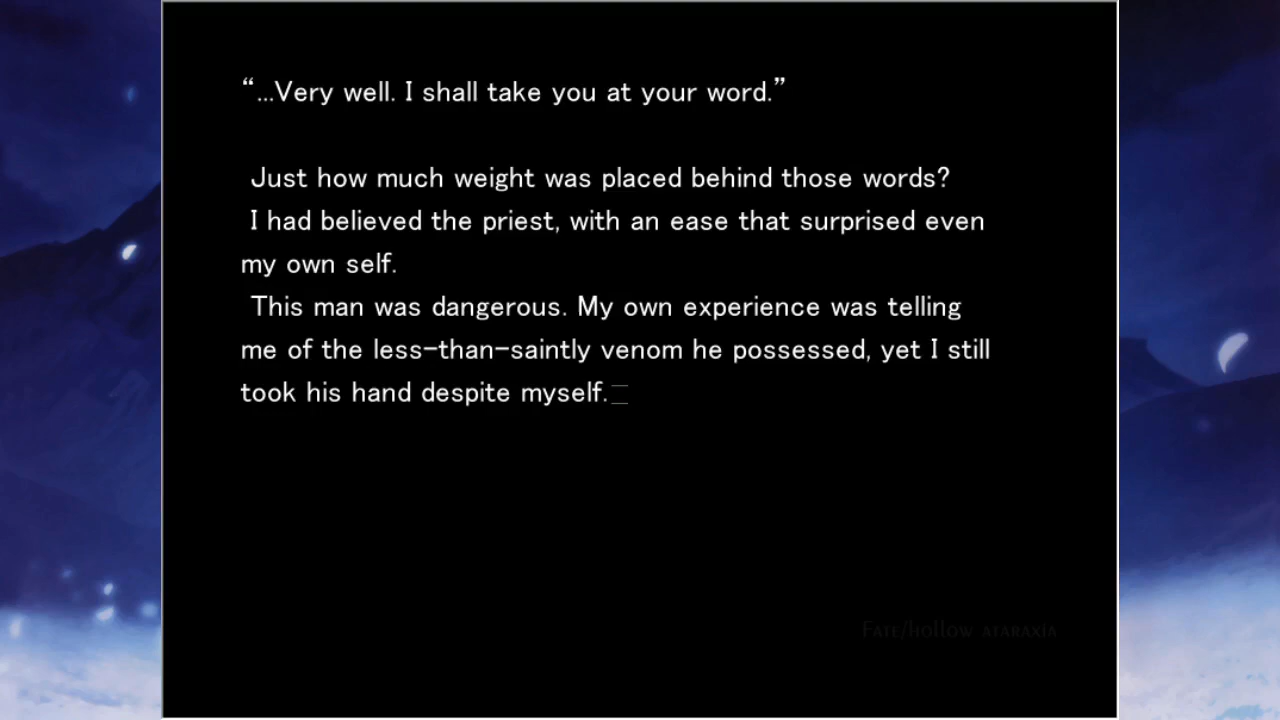 “...Very well. I shall take you at your word.”
Just how much weight was placed behind those words?
I had believed the priest, with an ease that surprised even
my own self.
This man was dangerous. My own experience was telling
me of the less-than-saintly venom he possessed, yet I still
took his hand despite myself.
Fate/hollow ataraxia